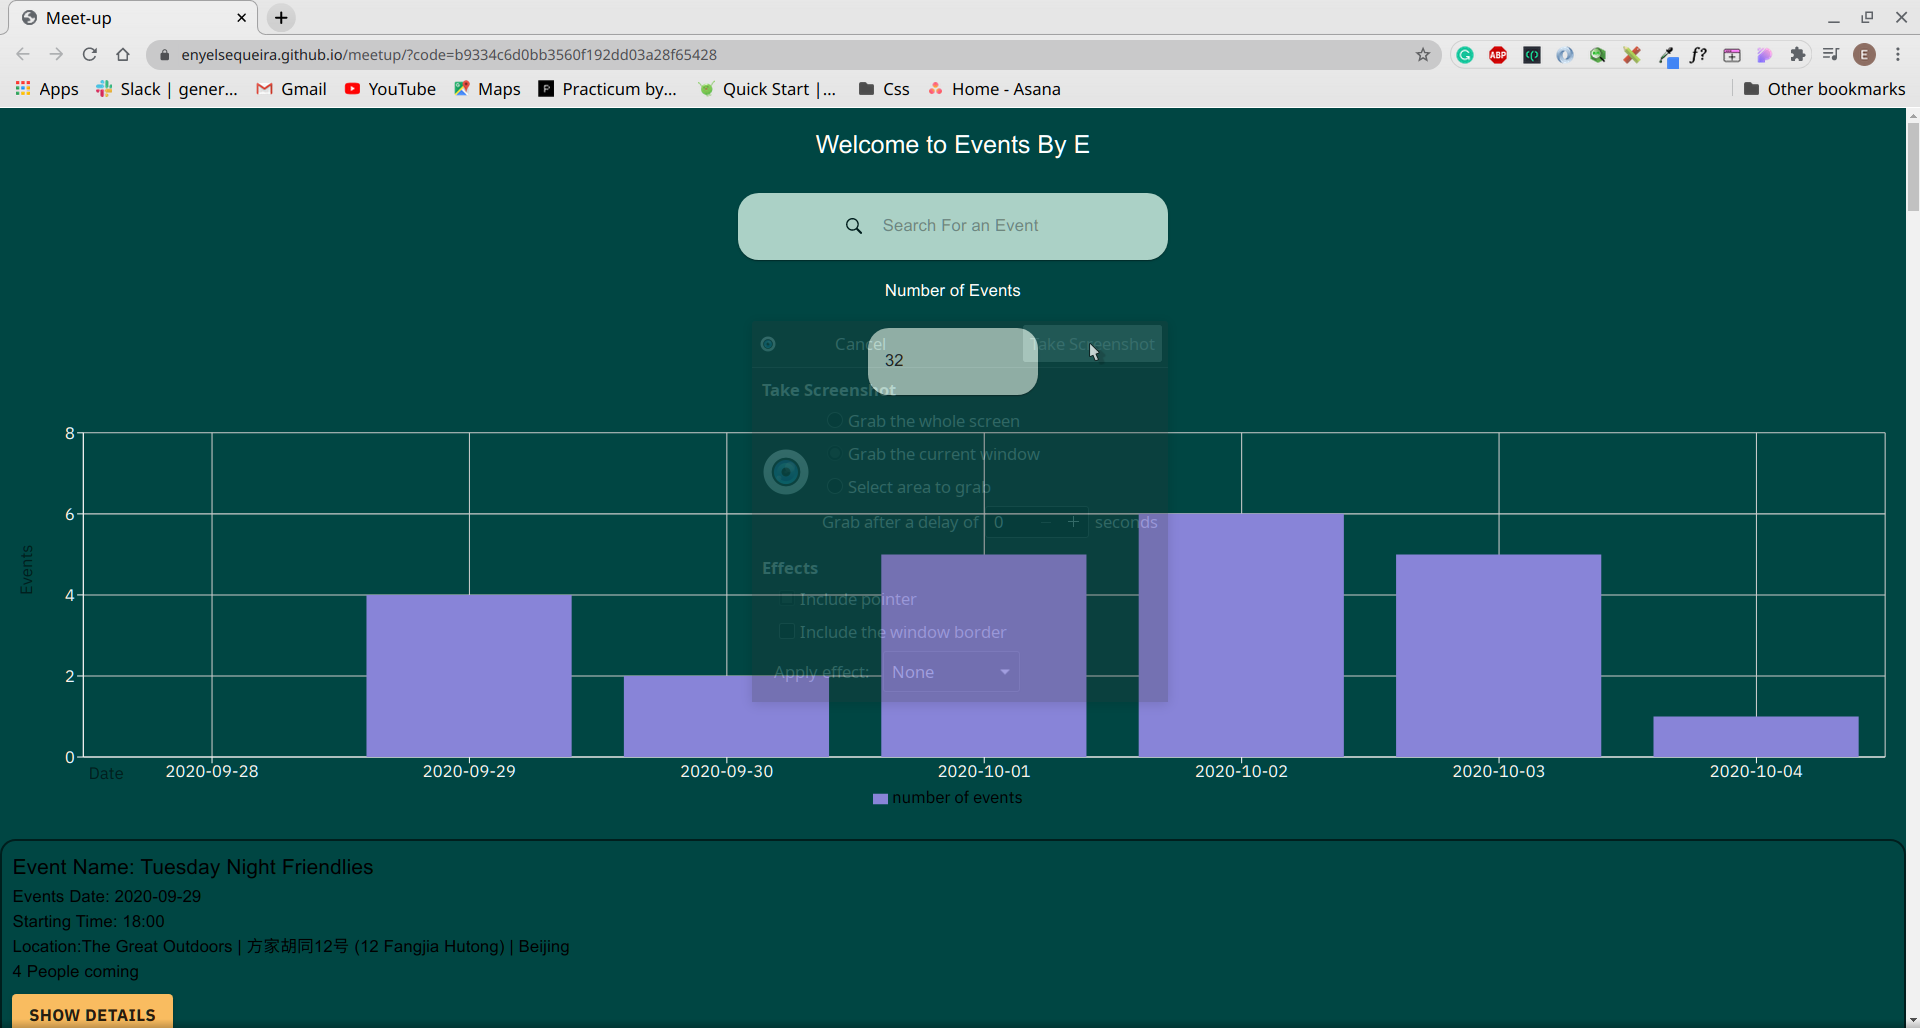 Meet-up
enyelsequeira.github.io/meetup/?code=b9334c6d0bb3560f192dd03a28f65428
ABP
f?
E
Apps
Slack | gener...
Gmail
YouTube
Maps
P
Practicum by...
Quick Start |...
Css
Home - Asana
Other bookmarks
Welcome to Events By E
Search For an Event
Number of Events
32
Cancel
Take Screenshot
Take Screenshot
Grab the whole screen
Grab the current window
Select area to grab
Grab after a delay of 0 − + seconds
Effects
Include pointer
Include the window border
Apply effect: None
Events
8
6
4
2
0
Date
2020-09-28
2020-09-29
2020-09-30
2020-10-01
2020-10-02
2020-10-03
2020-10-04
number of events
Event Name: Tuesday Night Friendlies
Events Date: 2020-09-29
Starting Time: 18:00
Location:The Great Outdoors | 方家胡同12号 (12 Fangjia Hutong) | Beijing
4 People coming
SHOW DETAILS